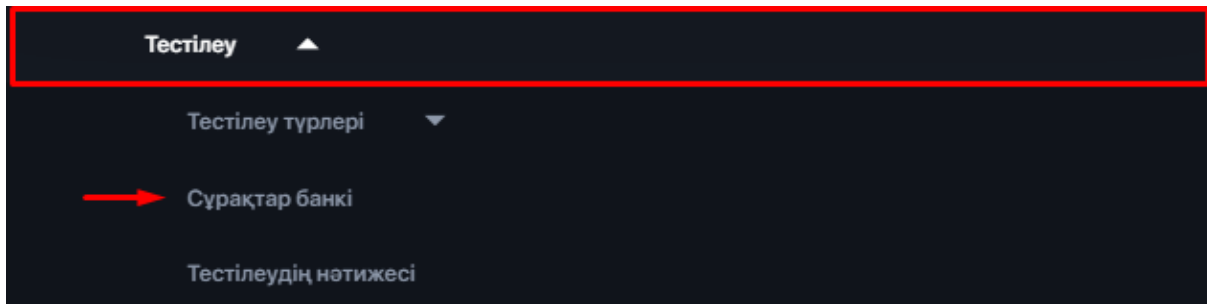 Тестілеу
Тестілеу түрлері
Сұрақтар банкі
Тестілеудің нәтижесі